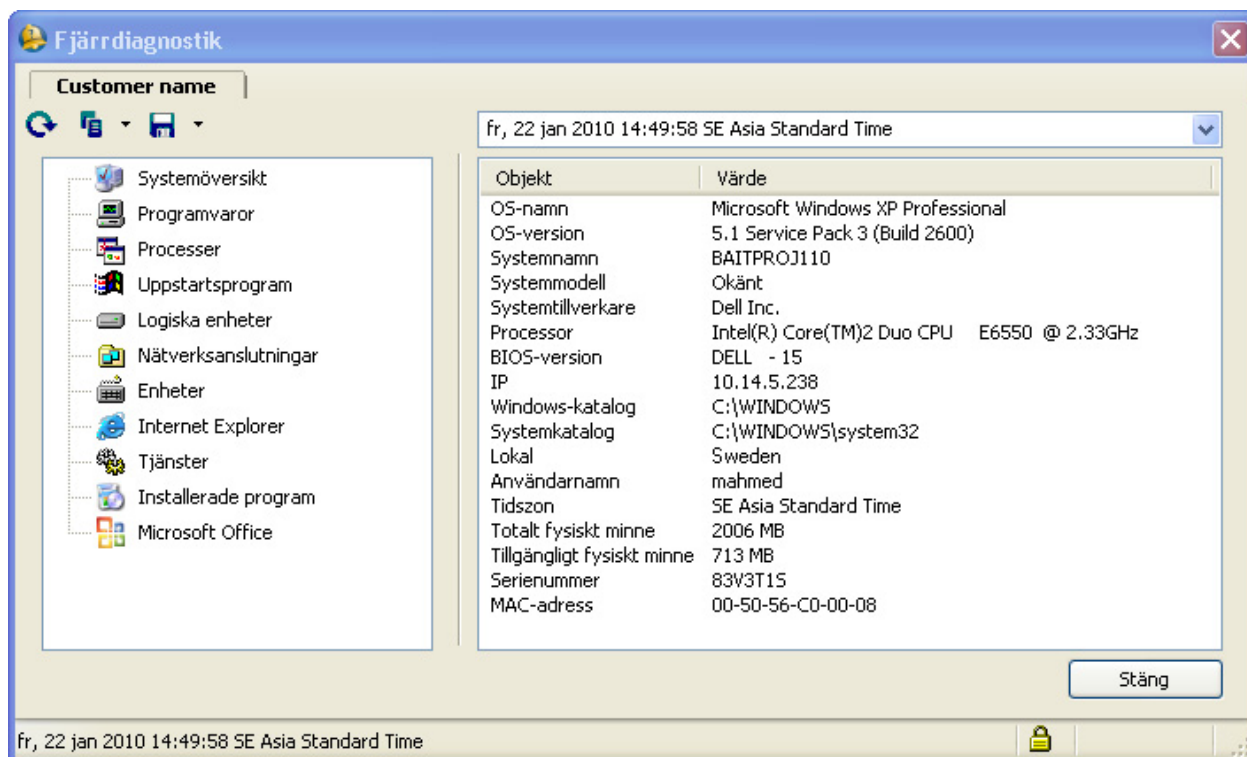 Fjärrdiagnostik
Customer name
fr, 22 jan 2010 14:49:58 SE Asia Standard Time
Systemöversikt
Programvaror
Processer
Uppstartsprogram
Logiska enheter
Nätverksanslutningar
Enheter
Internet Explorer
Tjänster
Installerade program
Microsoft Office
Objekt Värde
OS-namn Microsoft Windows XP Professional
OS-version 5.1 Service Pack 3 (Build 2600)
Systemnamn BAITPROJ110
Systemmodell Okänt
Systemtillverkare Dell Inc.
Processor Intel(R) Core(TM)2 Duo CPU E6550 @ 2.33GHz
BIOS-version DELL - 15
IP 10.14.5.238
Windows-katalog C:\WINDOWS
Systemkatalog C:\WINDOWS\system32
Lokal Sweden
Användarnamn mahmed
Tidszon SE Asia Standard Time
Totalt fysiskt minne 2006 MB
Tillgängligt fysiskt minne 713 MB
Serienummer 83V3T1S
MAC-adress 00-50-56-C0-00-08
Stäng
fr, 22 jan 2010 14:49:58 SE Asia Standard Time